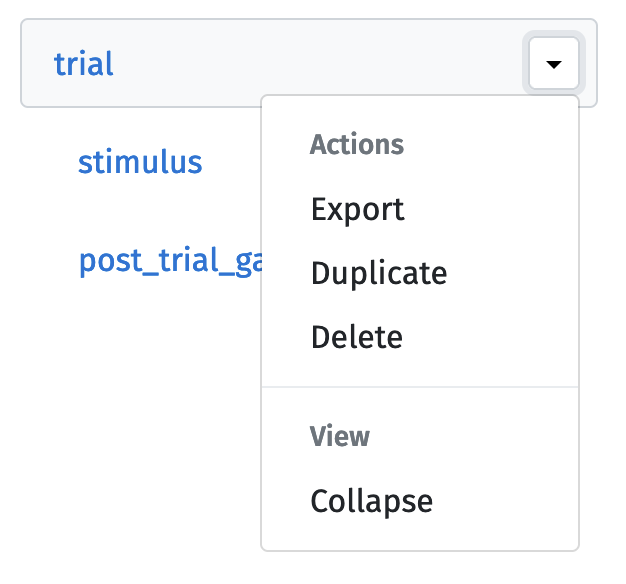 trial
stimulus
post_trial_ga
Actions
Export
Duplicate
Delete
View
Collapse